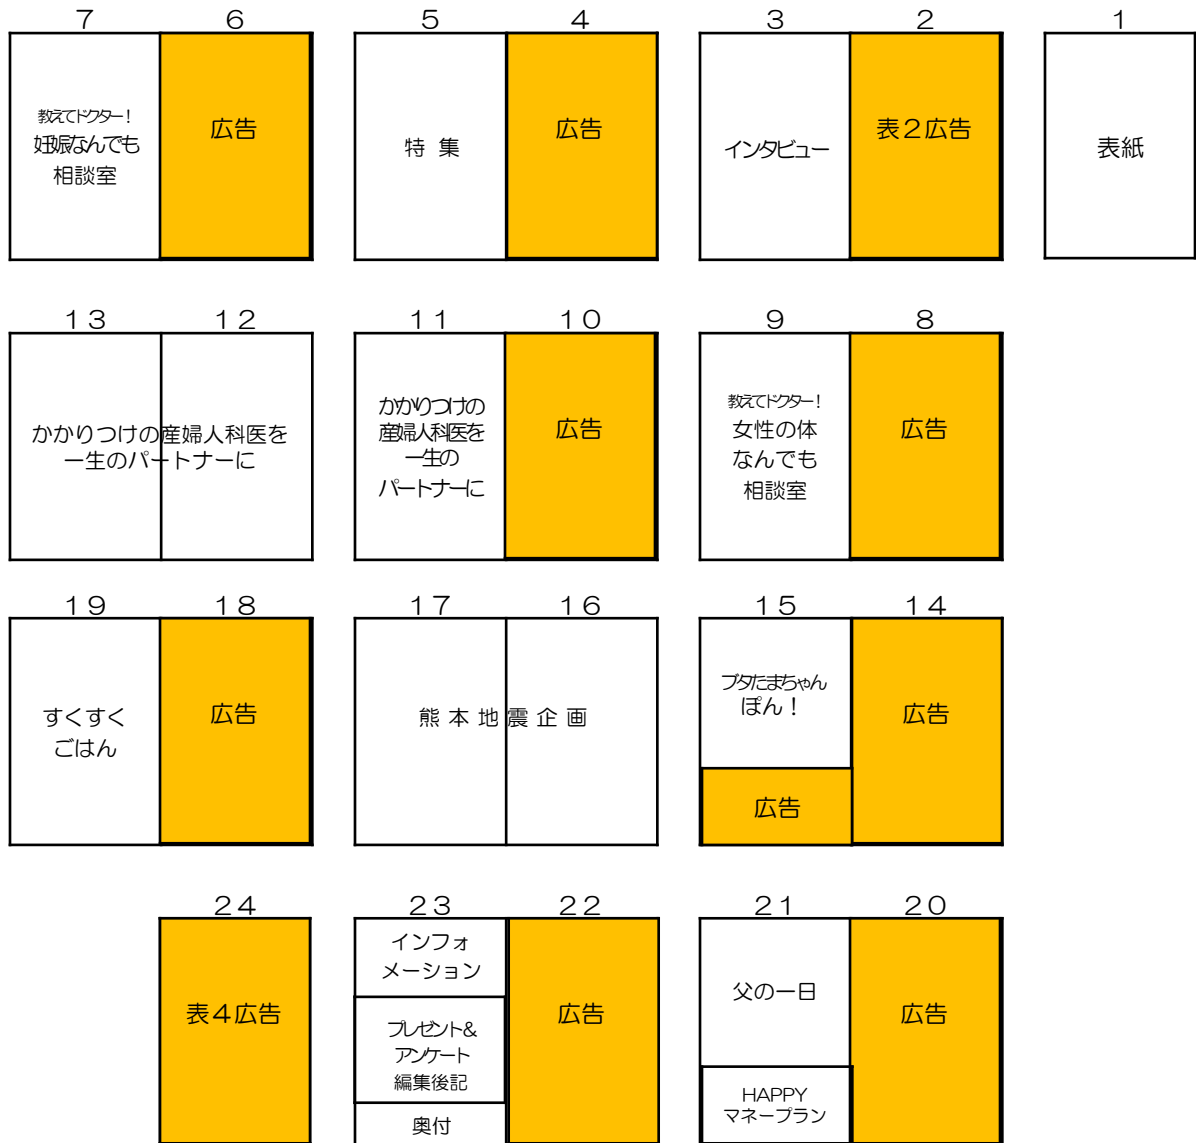 7
6
5
4
3
2
1
教えてドクター！
妊娠なんでも
相談室
広告
特 集
広告
インタビュー
表２広告
表紙
13
12
11
10
9
8
かかりつけの産婦人科医を
一生のパートナーに
かかりつけの
産婦人科医を
一生の
パートナーに
広告
教えてドクター！
女性の体
なんでも
相談室
広告
19
18
17
16
15
14
すくすく
ごはん
広告
熊 本 地 震 企 画
ブタたまちゃん
ぽん！
広告
広告
24
23
22
21
20
表４広告
インフォ
メーション
プレゼント&
アンケート
編集後記
奥付
広告
父の一日
HAPPY
マネープラン
広告